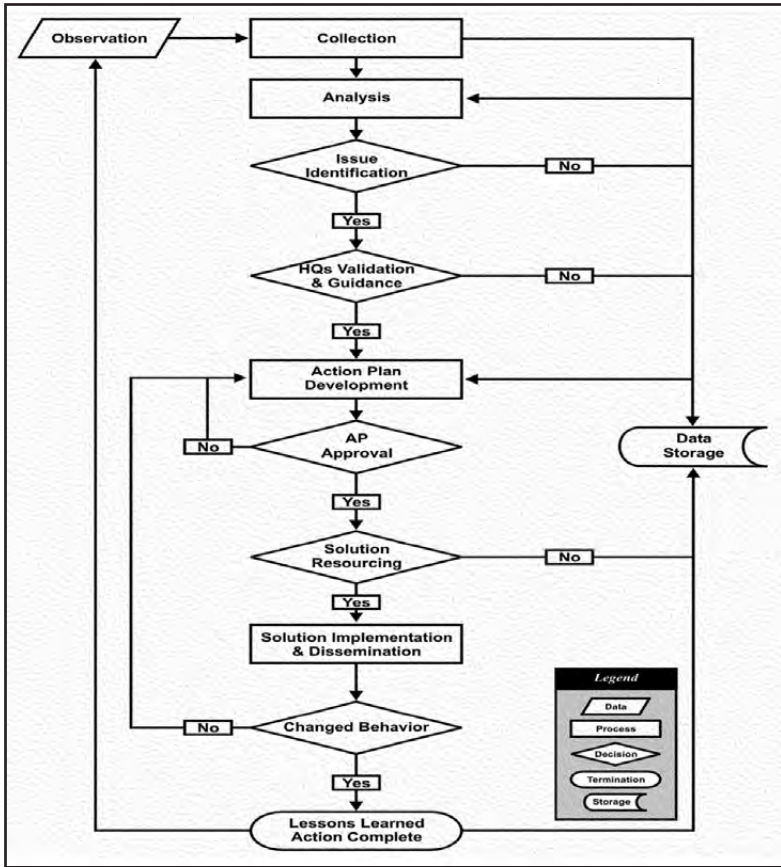 Observation
Collection
Analysis
Issue
Identification
No
Yes
HQs Validation
& Guidance
No
Yes
Action Plan
Development
No
AP
Approval
Data
Storage
Yes
Solution
Resourcing
No
Yes
Solution Implementation
& Dissemination
No
Changed Behavior
Yes
Lessons Learned
Action Complete
Legend
Data
Process
Decision
Termination
Storage